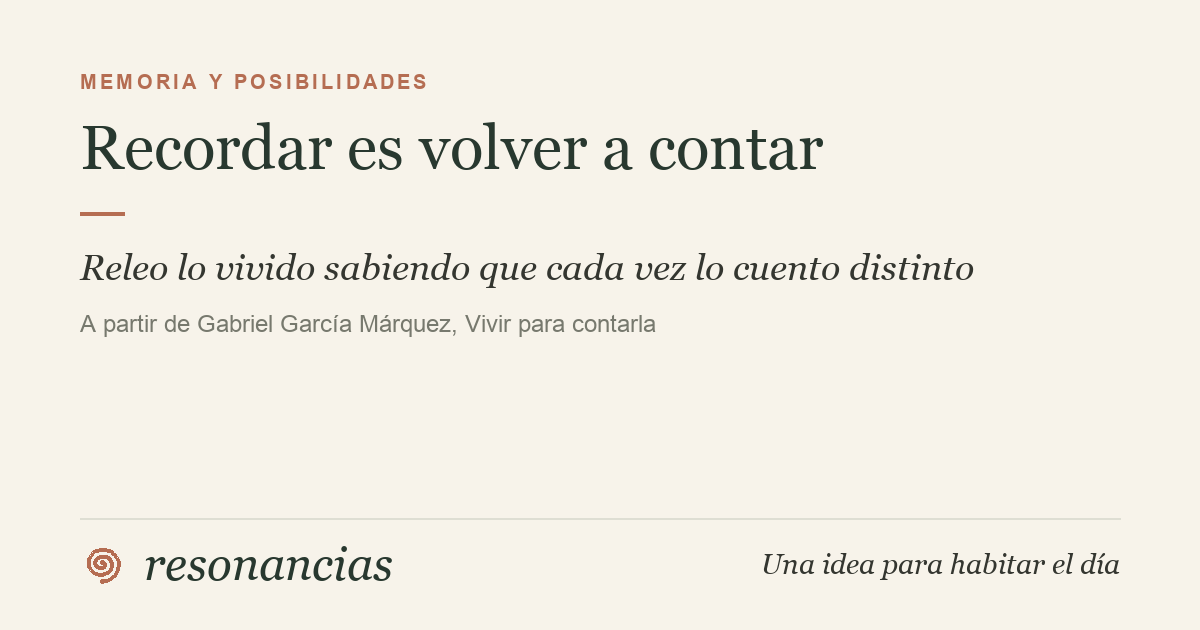 MEMORIA Y POSIBILIDADES
Recordar es volver a contar
Releo lo vivido sabiendo que cada vez lo cuento distinto
A partir de Gabriel García Márquez, Vivir para contarla
resonancias
Una idea para habitar el día